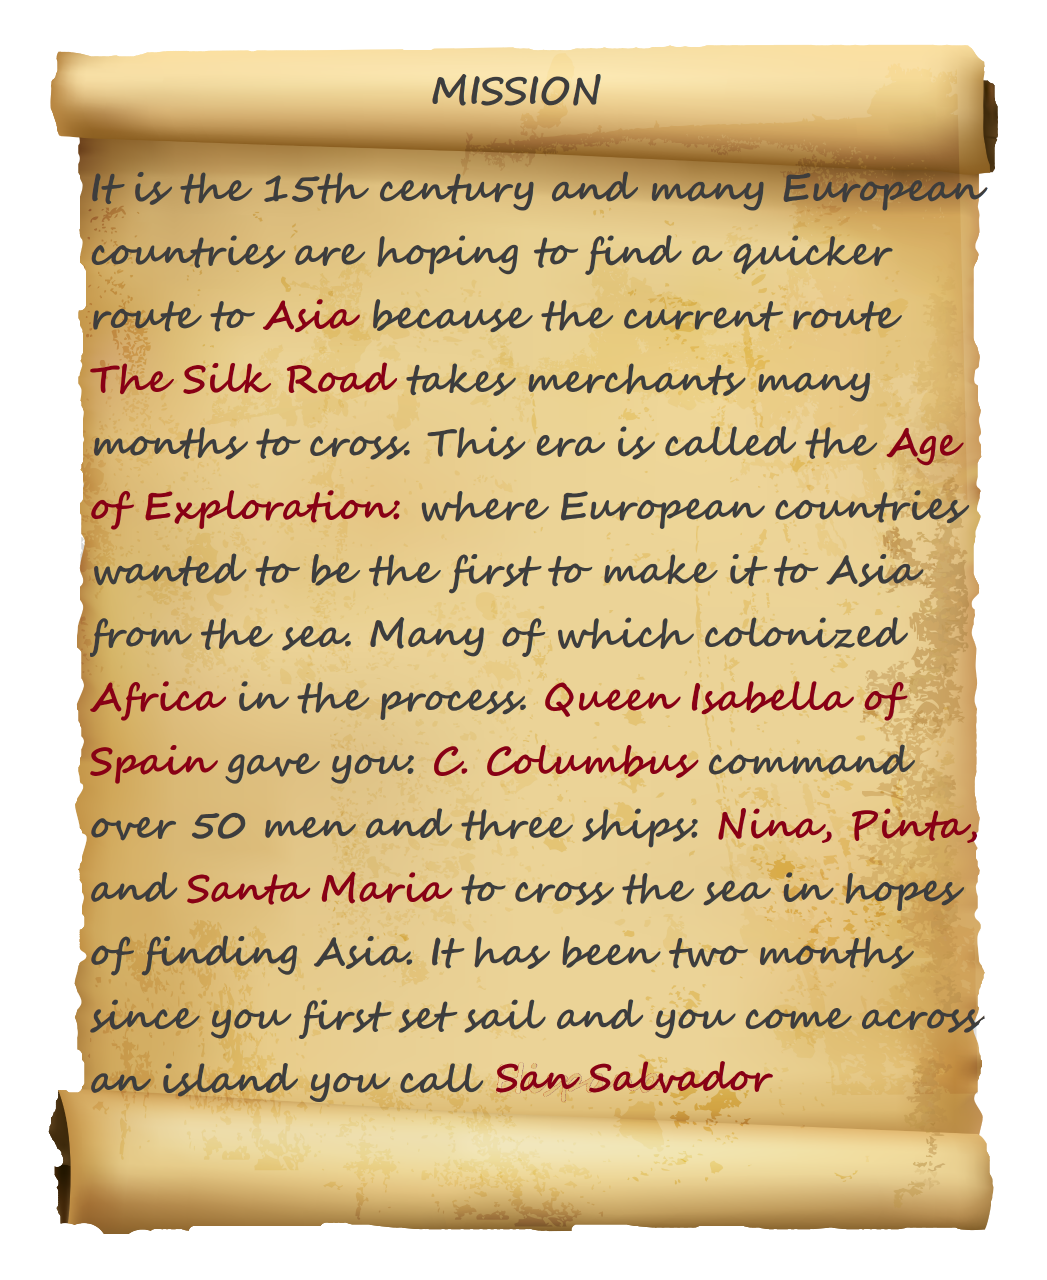 MISSION
It is the 15th century and many European
countries are hoping to find a quicker
route to Asia because the current route
The Silk Road takes merchants many
months to cross. This era is called the Age
of Exploration: where European countries
wanted to be the first to make it to Asia
from the sea. Many of which colonized
Africa in the process. Queen Isabella of
Spain gave you: C. Columbus command
over 50 men and three ships: Nina, Pinta,
and Santa Maria to cross the sea in hopes
of finding Asia. It has been two months
since you first set sail and you come across
an island you call San Salvador